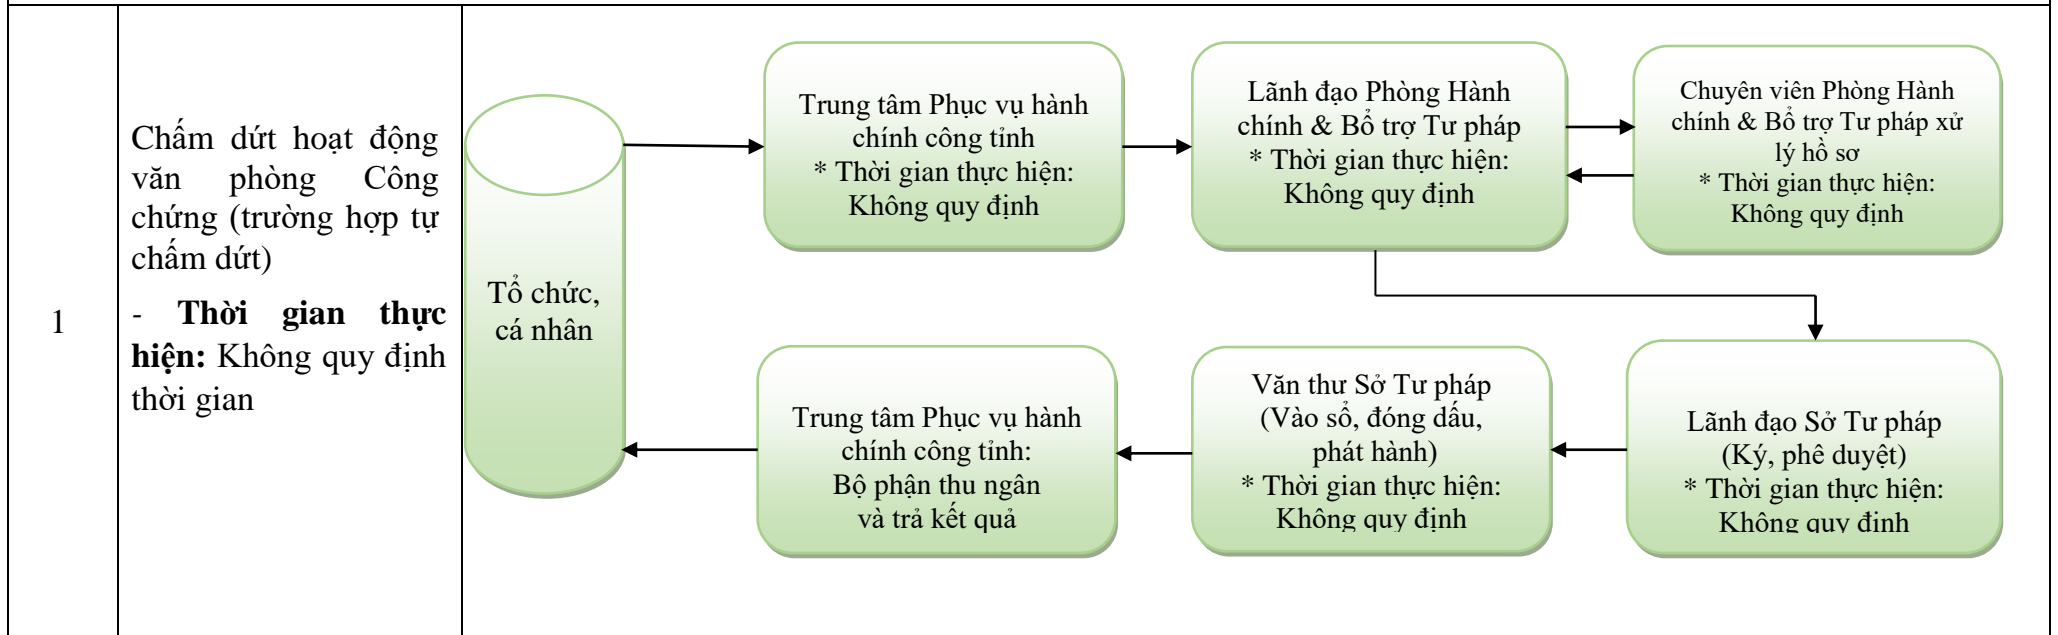 1
Chấm dứt hoạt động
văn phòng Công
chứng (trường hợp tự
chấm dứt)
- Thời gian thực
hiện: Không quy định
thời gian
Tổ chức,
cá nhân
Trung tâm Phục vụ hành
chính công tỉnh
* Thời gian thực hiện:
Không quy định
Lãnh đạo Phòng Hành
chính & Bổ trợ Tư pháp
* Thời gian thực hiện:
Không quy định
Chuyên viên Phòng Hành
chính & Bổ trợ Tư pháp xử
lý hồ sơ
* Thời gian thực hiện:
Không quy định
Lãnh đạo Sở Tư pháp
(Ký, phê duyệt)
* Thời gian thực hiện:
Không quy định
Văn thư Sở Tư pháp
(Vào sổ, đóng dấu,
phát hành)
* Thời gian thực hiện:
Không quy định
Trung tâm Phục vụ hành
chính công tỉnh:
Bộ phận thu ngân
và trả kết quả